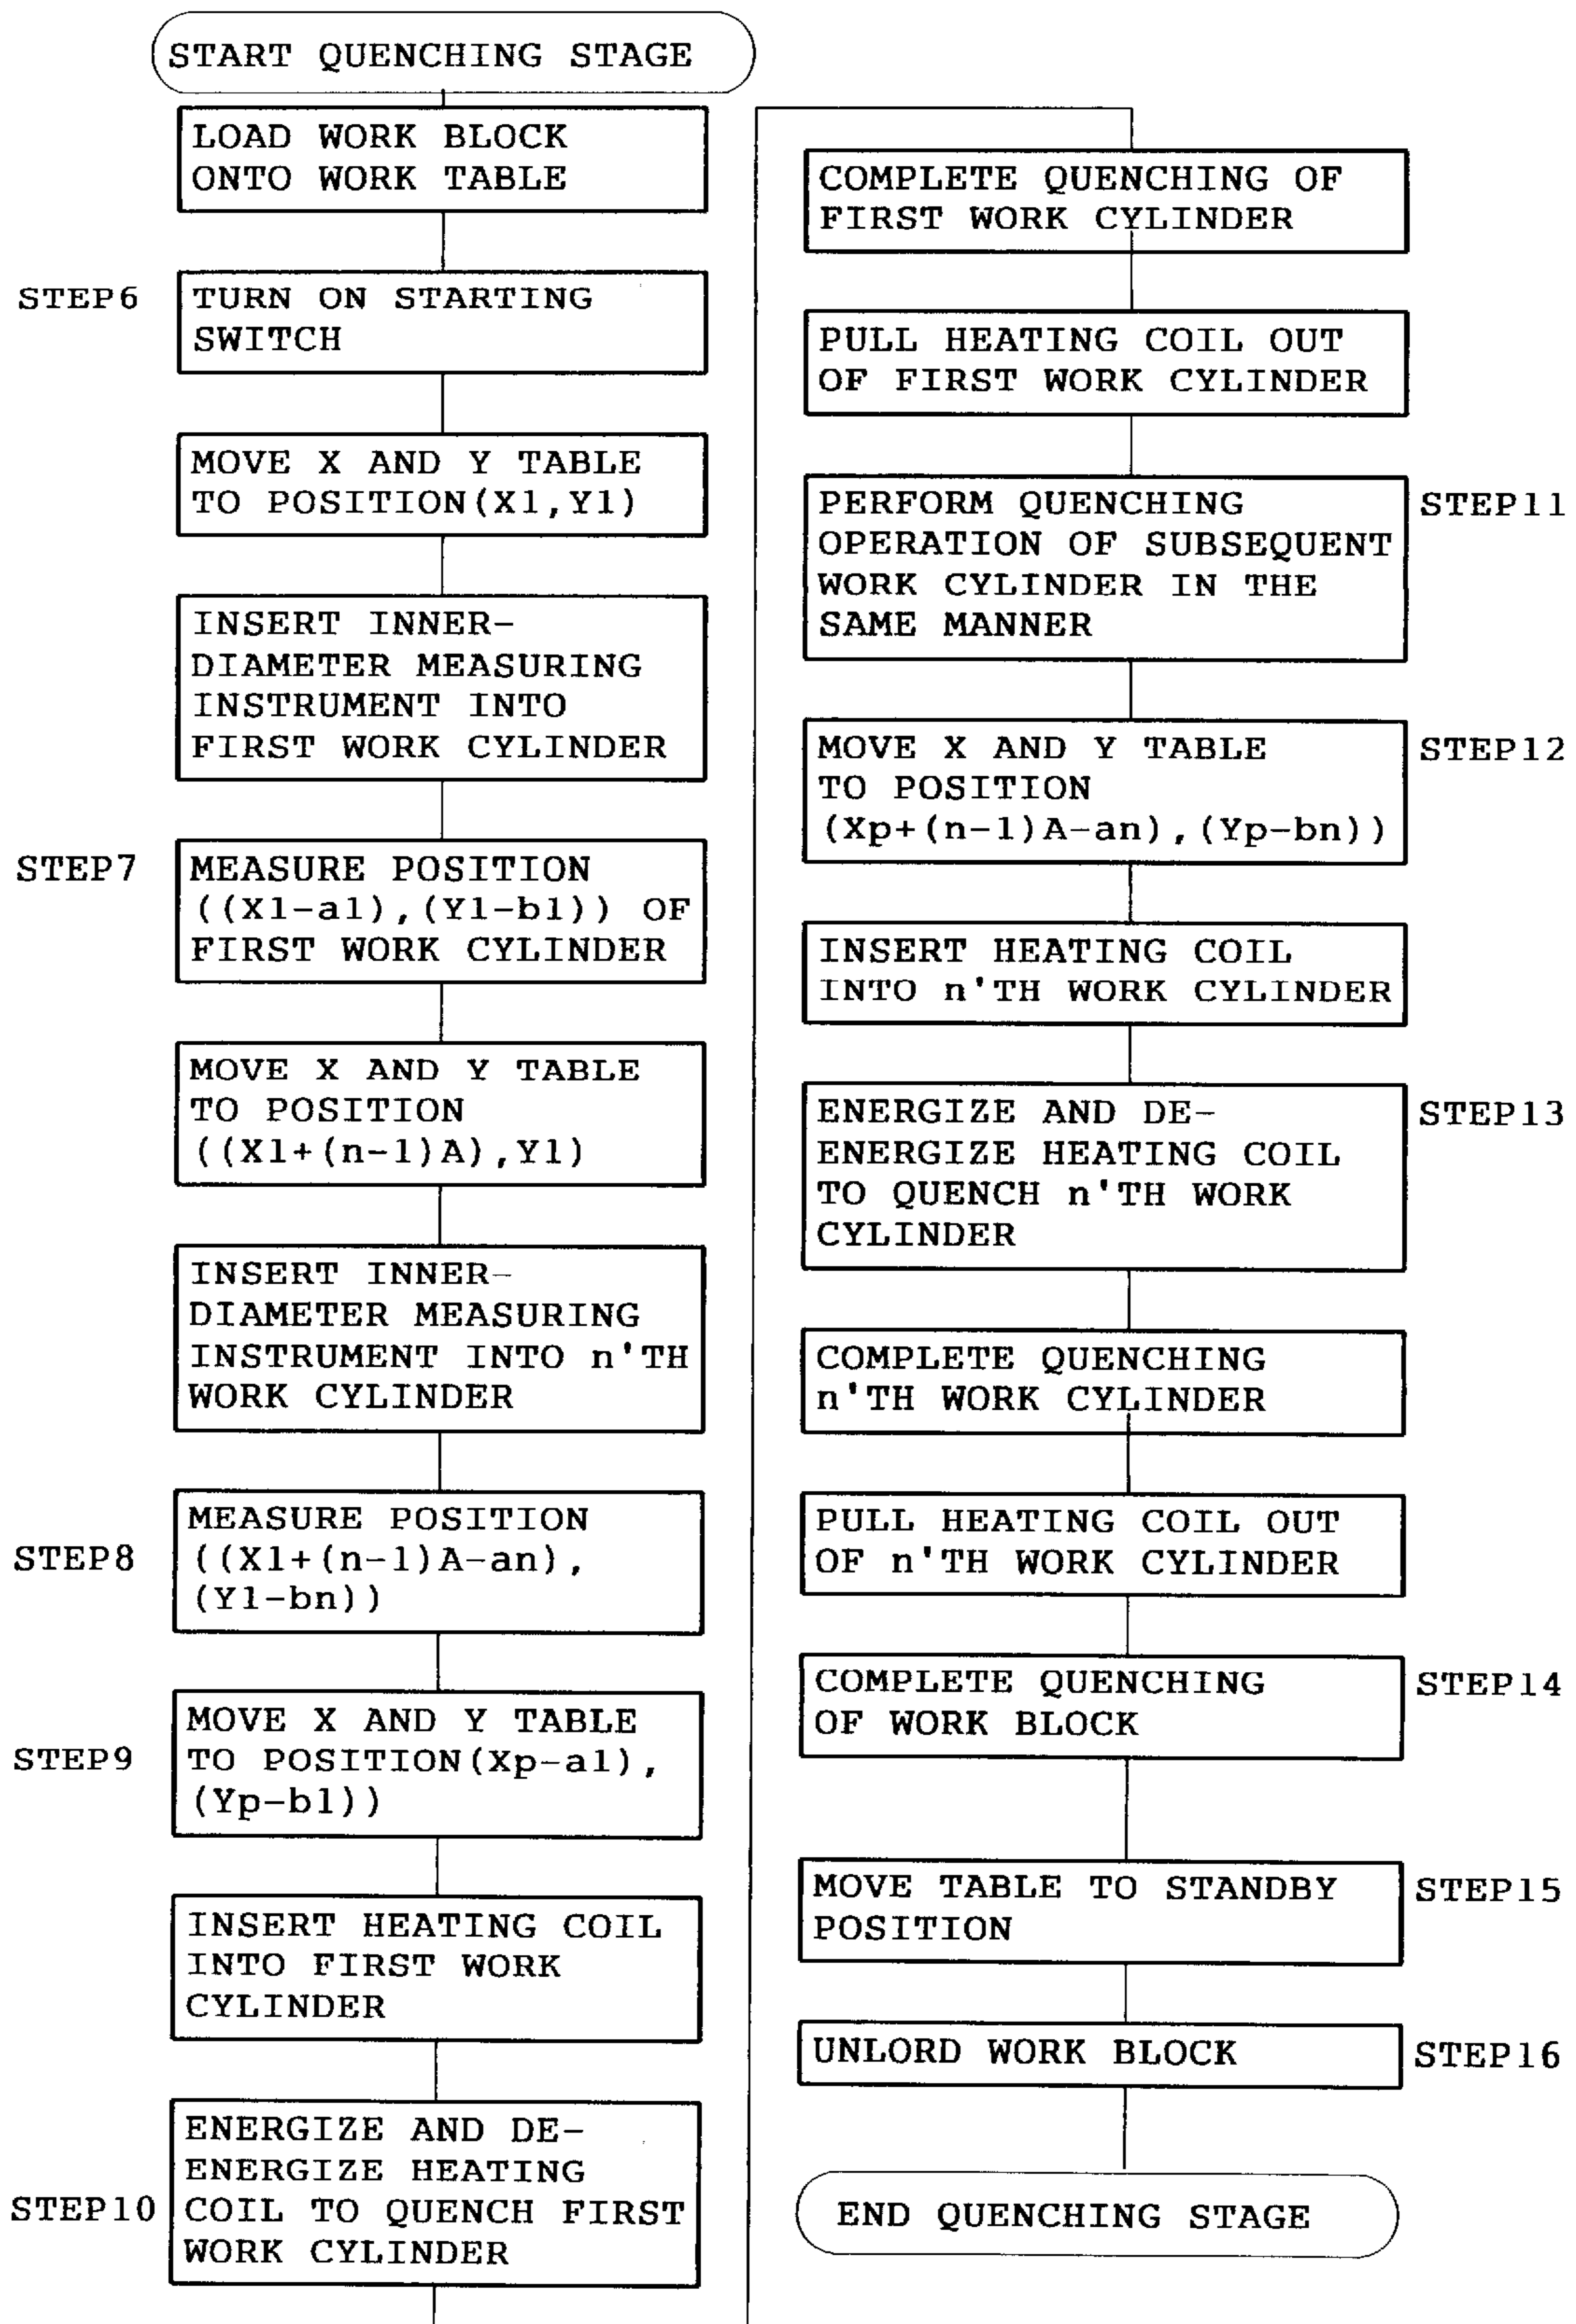 START QUENCHING STAGE
LOAD WORK BLOCK
ONTO WORK TABLE
STEP6
TURN ON STARTING
SWITCH
MOVE X AND Y TABLE
TO POSITION(X1,Y1)
INSERT INNER-
DIAMETER MEASURING
INSTRUMENT INTO
FIRST WORK CYLINDER
STEP7
MEASURE POSITION
((X1-a1),(Y1-b1)) OF
FIRST WORK CYLINDER
MOVE X AND Y TABLE
TO POSITION
((X1+(n-1)A),Y1)
INSERT INNER-
DIAMETER MEASURING
INSTRUMENT INTO n'TH
WORK CYLINDER
STEP8
MEASURE POSITION
((X1+(n-1)A-an),
(Y1-bn))
STEP9
MOVE X AND Y TABLE
TO POSITION(Xp-a1),
(Yp-b1))
INSERT HEATING COIL
INTO FIRST WORK
CYLINDER
STEP10
ENERGIZE AND DE-
ENERGIZE HEATING
COIL TO QUENCH FIRST
WORK CYLINDER
COMPLETE QUENCHING OF
FIRST WORK CYLINDER
PULL HEATING COIL OUT
OF FIRST WORK CYLINDER
PERFORM QUENCHING
OPERATION OF SUBSEQUENT
WORK CYLINDER IN THE
SAME MANNER
STEP11
MOVE X AND Y TABLE
TO POSITION
(Xp+(n-1)A-an),(Yp-bn))
STEP12
INSERT HEATING COIL
INTO n'TH WORK CYLINDER
ENERGIZE AND DE-
ENERGIZE HEATING COIL
TO QUENCH n'TH WORK
CYLINDER
STEP13
COMPLETE QUENCHING
n'TH WORK CYLINDER
PULL HEATING COIL OUT
OF n'TH WORK CYLINDER
COMPLETE QUENCHING
OF WORK BLOCK
STEP14
MOVE TABLE TO STANDBY
POSITION
STEP15
UNLORD WORK BLOCK
STEP16
END QUENCHING STAGE